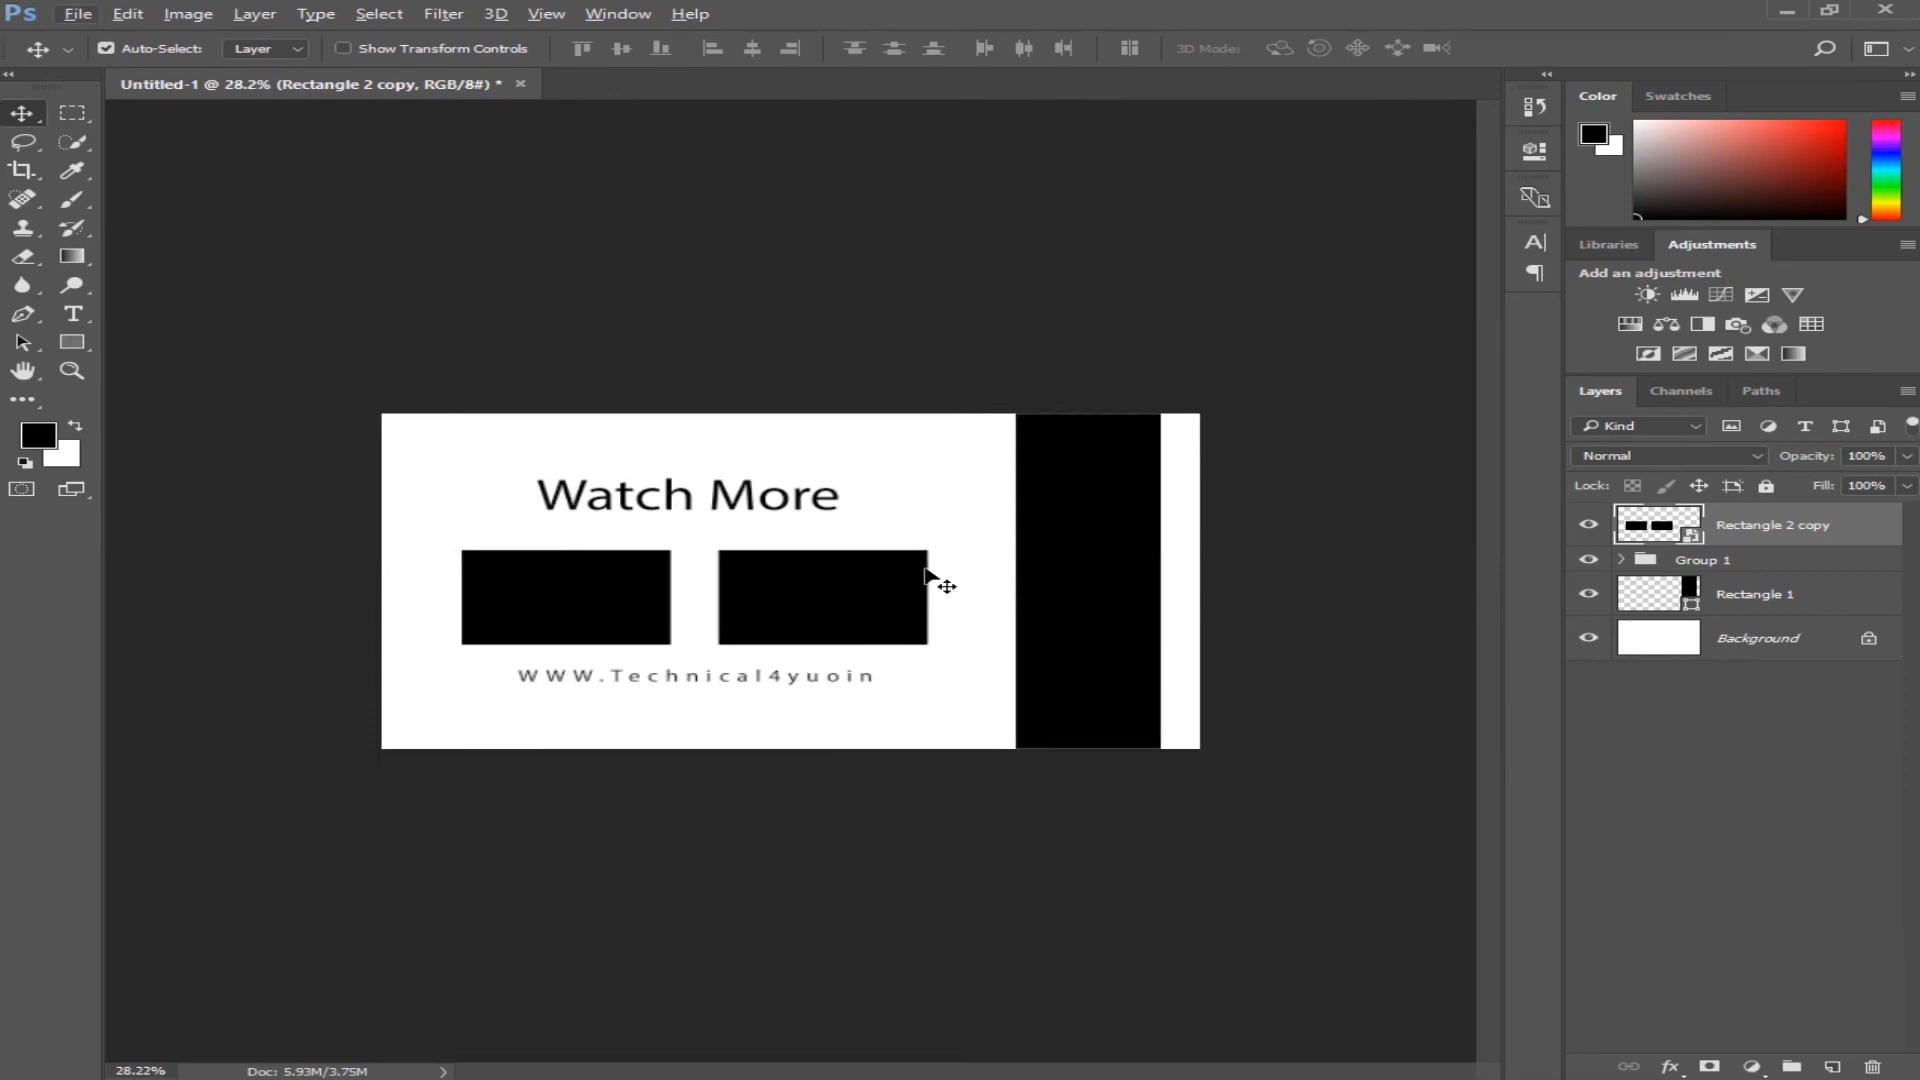 Ps File Edit Image Layer Type Select Filter 3D View Window Help
Auto-Select: Layer Show Transform Controls 3D Mode:
Untitled-1 @ 28.2% (Rectangle 2 copy, RGB/8#) *
Color Swatches
Libraries Adjustments
Add an adjustment
Layers Channels Paths
Kind
Normal Opacity: 100%
Lock: Fill: 100%
Rectangle 2 copy
Group 1
Rectangle 1
Background
Watch More
WWW.Technical4yuoin
28.22% Doc: 5.93M/3.75M